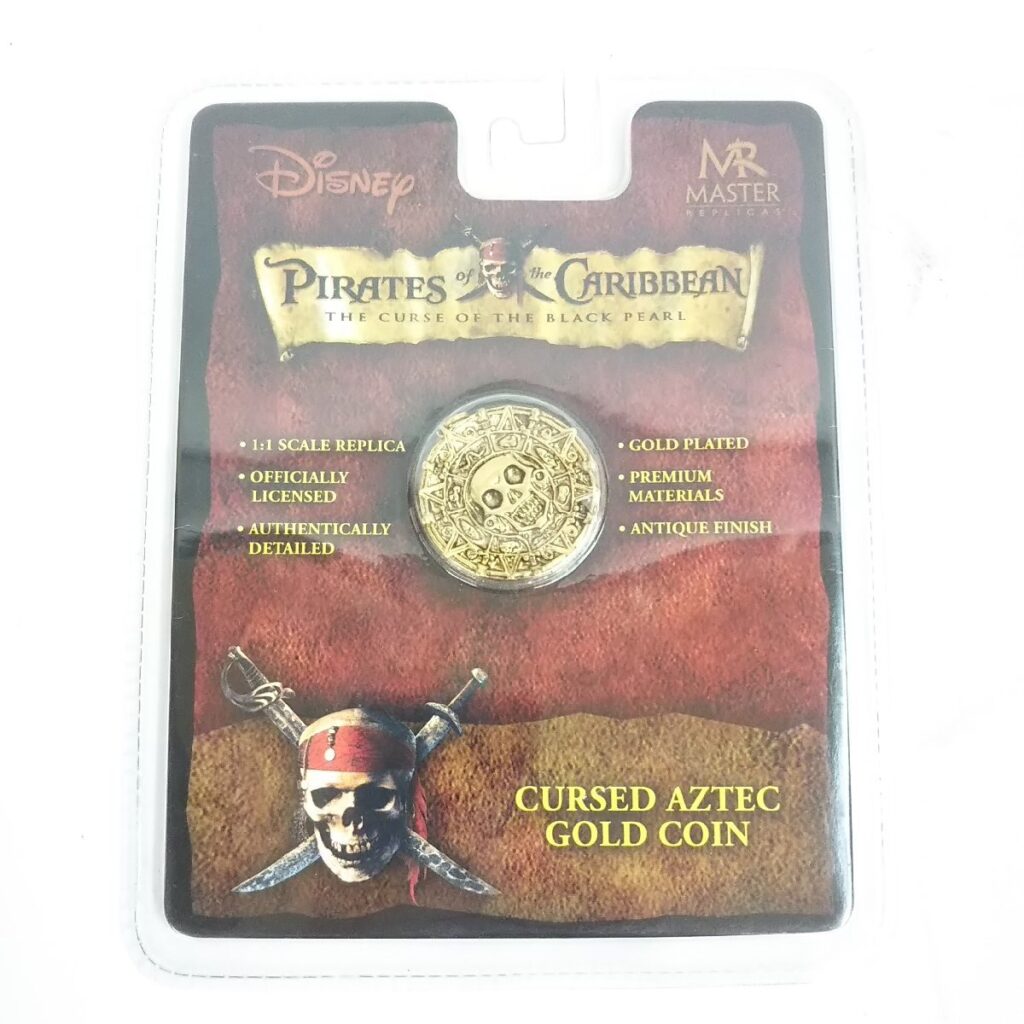 Disney
MR
MASTER
REPLICAS
PIRATES of the CARIBBEAN
THE CURSE OF THE BLACK PEARL
• 1:1 SCALE REPLICA
• OFFICIALLY
LICENSED
• AUTHENTICALLY
DETAILED
• GOLD PLATED
• PREMIUM
MATERIALS
• ANTIQUE FINISH
CURSED AZTEC
GOLD COIN